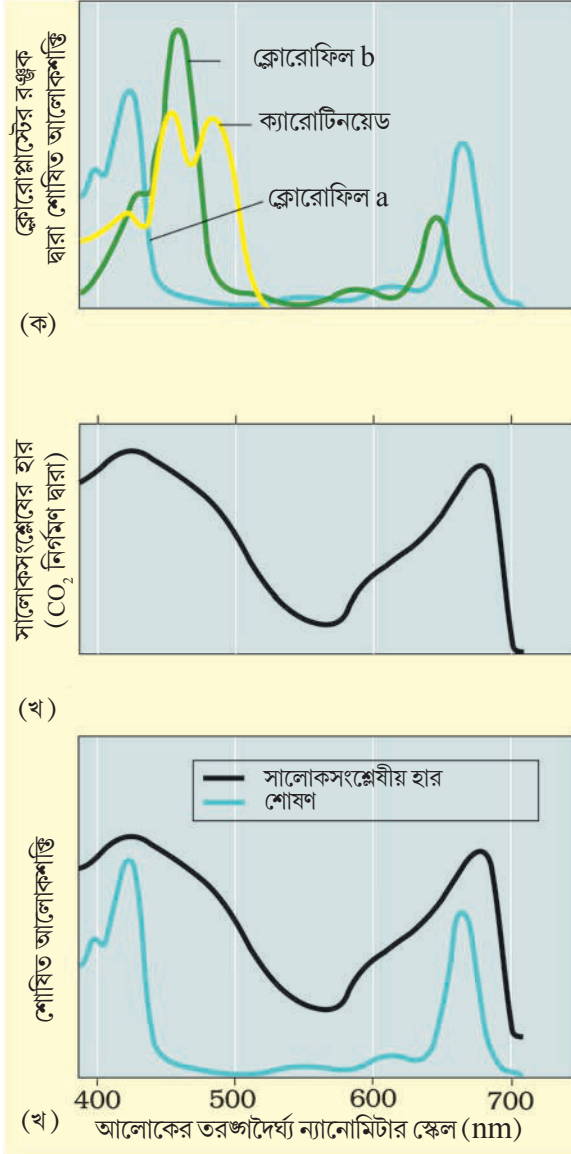 ক্লোরোপ্লাস্টের রঞ্জক
দ্বারা শোষিত আলোকশক্তি
ক্লোরোফিল b
ক্যারোটিনয়েড
ক্লোরোফিল a
(ক)
সালোকসংশ্লেষের হার
(CO₂ নির্গমণ দ্বারা)
(খ)
সালোকসংশ্লেষীয় হার
শোষণ
শোষিত আলোকশক্তি
400 500 600 700
(খ) আলোকের তরঙ্গদৈর্ঘ্য ন্যানোমিটার স্কেল (nm)